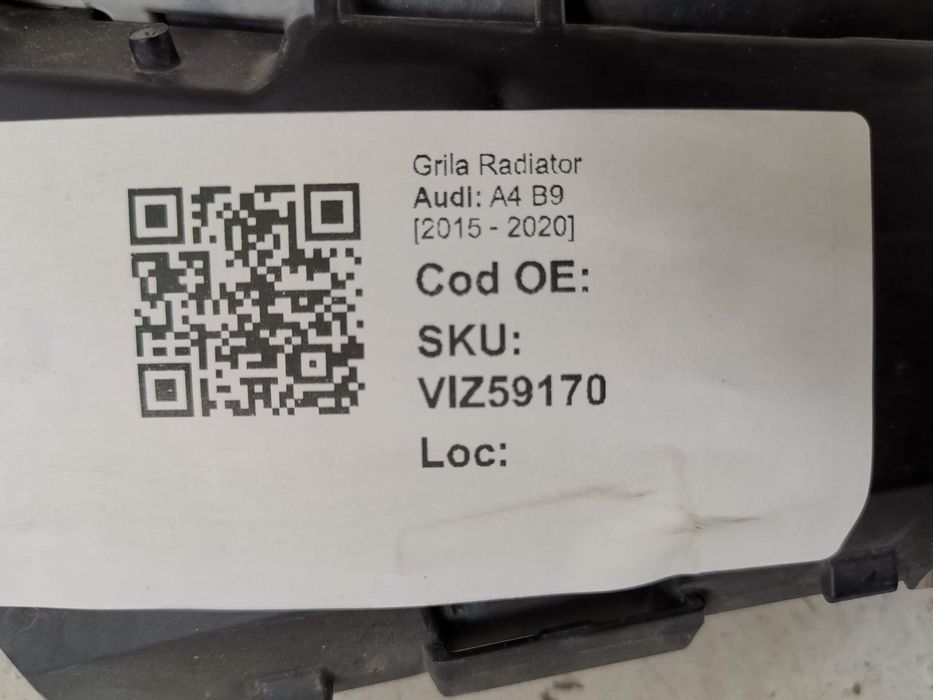 Grila Radiator
Audi: A4 B9
[2015 - 2020]
Cod OE:
SKU:
VIZ59170
Loc: